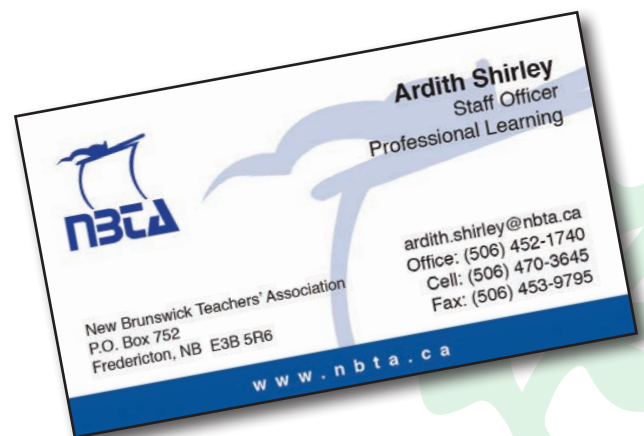 Ardith Shirley
Staff Officer
Professional Learning
NBTA
ardith.shirley@nbta.ca
Office: (506) 452-1740
Cell: (506) 470-3645
Fax: (506) 453-9795
New Brunswick Teachers' Association
P.O. Box 752
Fredericton, NB E3B 5R6
www.nbta.ca